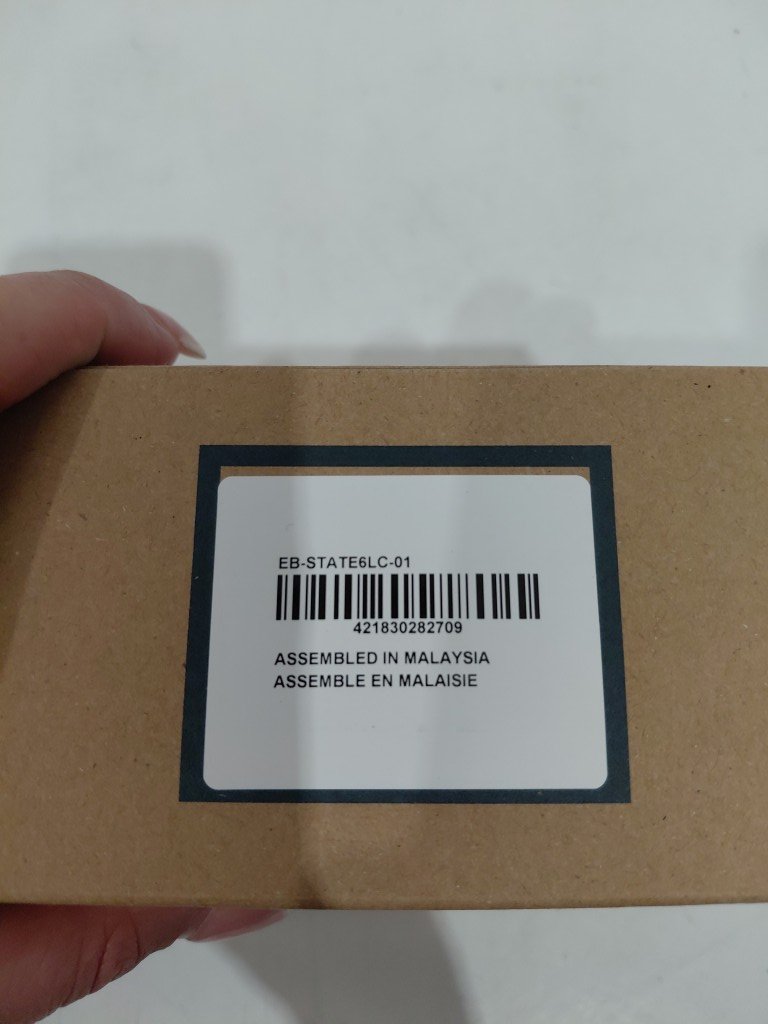 EB-STATE6LC-01
421830282709
ASSEMBLED IN MALAYSIA
ASSEMBLE EN MALAISIE